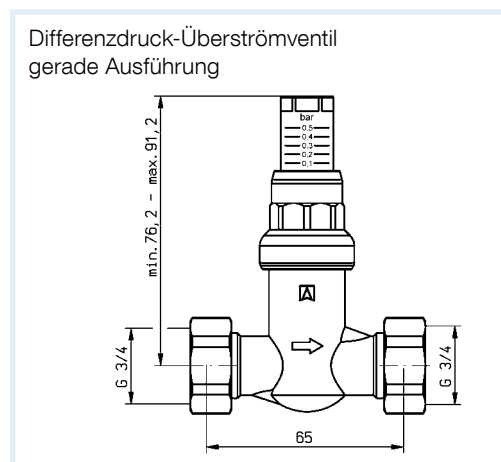 Differenzdruck-Überströmventil
gerade Ausführung
bar
0,5
0,4
0,3
0,2
0,1
min.76,2 - max.91,2
G 3/4
G 3/4
65